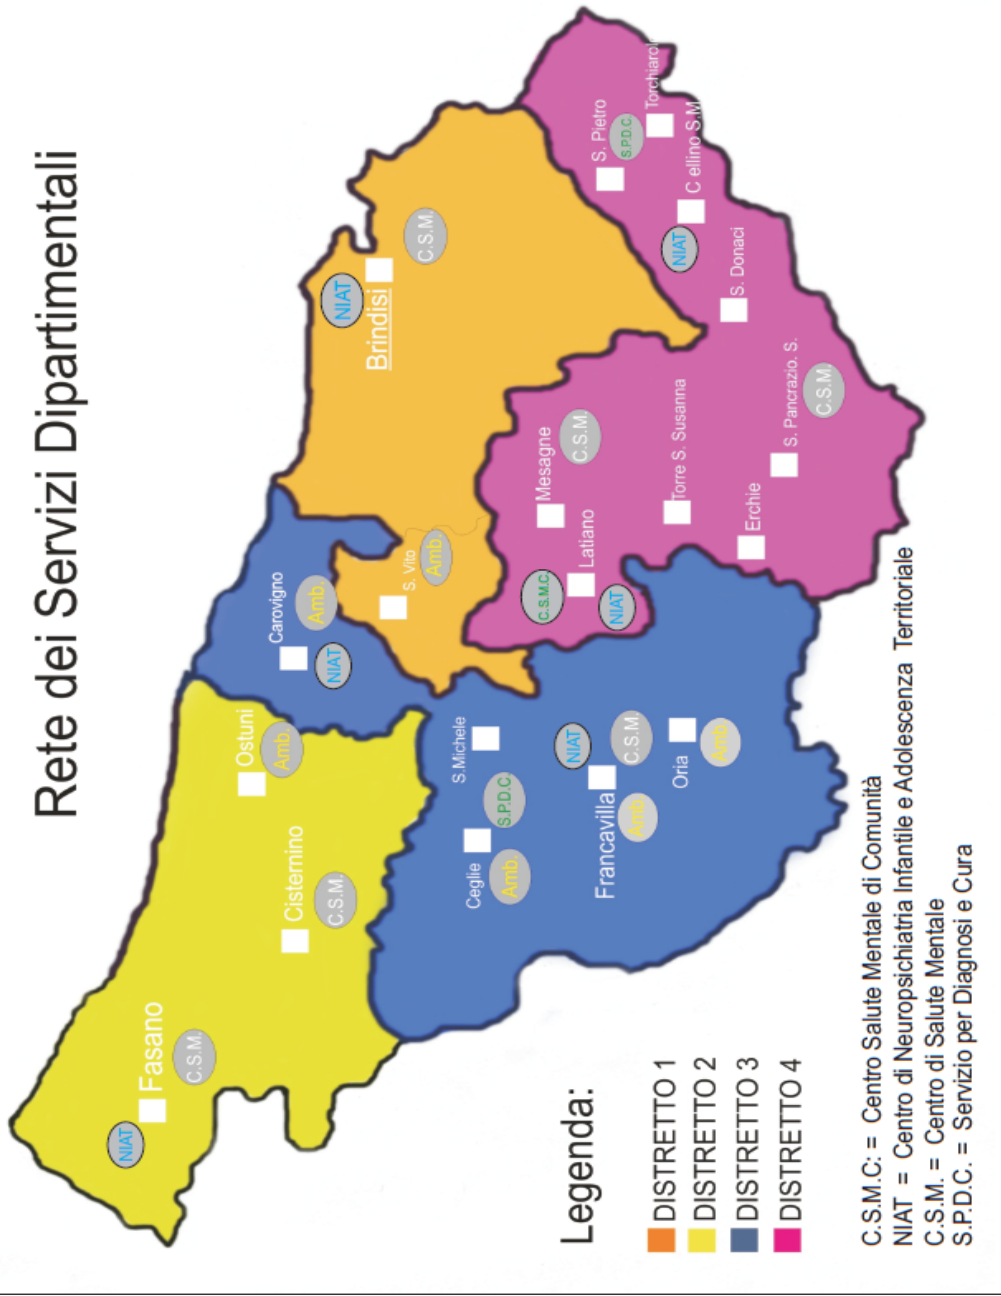 Rete dei Servizi Dipartimentali
NIAT
Fasano
C.S.M.
Cisternino
C.S.M.
Ostuni
Amb.
Carovigno
Amb.
NIAT
S. Vito
Amb.
NIAT
Brindisi
C.S.M.
S.Michele
S.P.D.C.
Ceglie
Amb.
NIAT
Francavilla
C.S.M.
Amb.
Oria
Amb.
Mesagne
C.S.M.
C.S.M.C.
Latiano
NIAT
Torre S. Susanna
Erchie
S. Pancrazio. S.
C.S.M.
S. Donaci
NIAT
C ellino S.M
S. Pietro
S.P.D.C.
Torchiarol
Legenda:
DISTRETTO 1
DISTRETTO 2
DISTRETTO 3
DISTRETTO 4
C.S.M.C: = Centro Salute Mentale di Comunità
NIAT = Centro di Neuropsichiatria Infantile e Adolescenza Territoriale
C.S.M. = Centro di Salute Mentale
S.P.D.C. = Servizio per Diagnosi e Cura